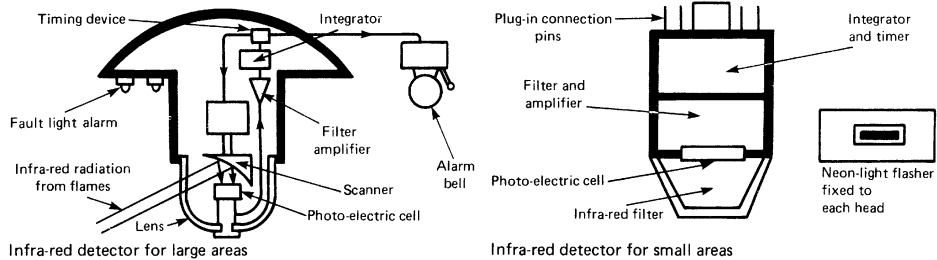 Timing device
Integrator
Fault light alarm
Filter
amplifier
Alarm
bell
Infra-red radiation
from flames
Scanner
Photo-electric cell
Lens
Infra-red detector for large areas
Plug-in connection
pins
Integrator
and timer
Filter and
amplifier
Photo-electric cell
Infra-red filter
Neon-light flasher
fixed to
each head
Infra-red detector for small areas